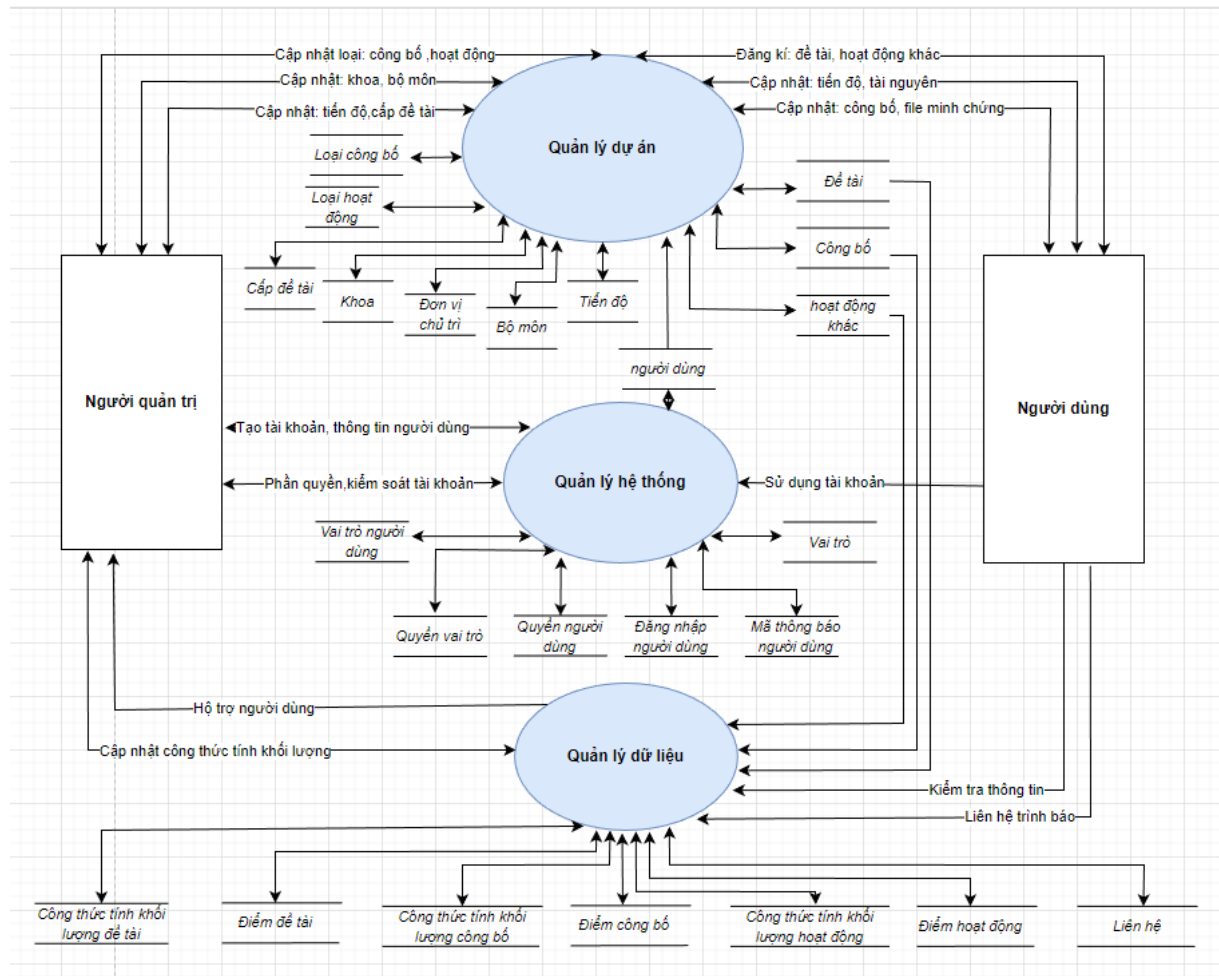 Cập nhật loại: công bố ,hoạt động
Đăng kí: đề tài, hoạt động khác
Cập nhật: khoa, bộ môn
Cập nhật: tiến độ, tài nguyên
Cập nhật: tiến độ,cấp đề tài
Cập nhật: công bố, file minh chứng
Quản lý dự án
Loại công bố
Đề tài
Loại hoạt
động
Công bố
Cấp đề tài
Khoa
Đơn vị
chủ trì
Bộ môn
Tiến độ
hoạt động
khác
người dùng
Người quản trị
Người dùng
Tạo tài khoản, thông tin người dùng
Phần quyền,kiểm soát tài khoản
Quản lý hệ thống
Sử dụng tài khoản
Vai trò người
dùng
Vai trò
Quyền vai trò
Quyền người
dùng
Đăng nhập
người dùng
Mã thông báo
người dùng
Hộ trợ người dùng
Cập nhật công thức tính khối lượng
Quản lý dữ liệu
Kiểm tra thông tin
Liên hệ trình báo
Công thức tính khối
lượng đề tài
Điểm đề tài
Công thức tính khối
lượng công bố
Điểm công bố
Công thức tính khối
lượng hoạt động
Điểm hoạt động
Liên hệ